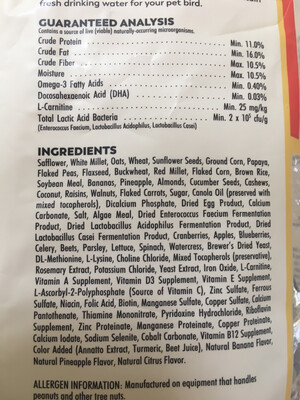 fresh drinking water for your pet bird.
GUARANTEED ANALYSIS
Contains a source of live (viable) naturally-occurring microorganisms.
Crude Protein Min. 11.0%
Crude Fat Min. 16.0%
Crude Fiber Max. 10.5%
Moisture Max. 10.5%
Omega-3 Fatty Acids Min. 0.40%
Docosahexaenoic Acid (DHA) Min. 0.03%
L-Carnitine Min. 25 mg/kg
Total Lactic Acid Bacteria Min. 2 x 10⁵ cfu/g
(Enterococcus Faecium, Lactobacillus Acidophilus, Lactobacillus Casei)
INGREDIENTS
Safflower, White Millet, Oats, Wheat, Sunflower Seeds, Ground Corn, Papaya,
Flaked Peas, Flaxseed, Buckwheat, Red Millet, Flaked Corn, Brown Rice,
Soybean Meal, Bananas, Pineapple, Almonds, Cucumber Seeds, Cashews,
Coconut, Raisins, Walnuts, Flaked Carrots, Sugar, Canola Oil (preserved with
mixed tocopherols), Dicalcium Phosphate, Dried Egg Product, Calcium
Carbonate, Salt, Algae Meal, Dried Enterococcus Faecium Fermentation
Product, Dried Lactobacillus Acidophilus Fermentation Product, Dried
Lactobacillus Casei Fermentation Product, Cranberries, Apples, Blueberries,
Celery, Beets, Parsley, Lettuce, Spinach, Watercress, Brewer's Dried Yeast,
DL-Methionine, L-Lysine, Choline Chloride, Mixed Tocopherols (preservative),
Rosemary Extract, Potassium Chloride, Yeast Extract, Iron Oxide, L-Carnitine,
Vitamin A Supplement, Vitamin D3 Supplement, Vitamin E Supplement,
L-Ascorbyl-2-Polyphosphate (Source of Vitamin C), Zinc Sulfate, Ferrous
Sulfate, Niacin, Folic Acid, Biotin, Manganese Sulfate, Copper Sulfate, Calcium
Pantothenate, Thiamine Mononitrate, Pyridoxine Hydrochloride, Riboflavin
Supplement, Zinc Proteinate, Manganese Proteinate, Copper Proteinate,
Calcium Iodate, Sodium Selenite, Cobalt Carbonate, Vitamin B12 Supplement,
Color Added (Annatto Extract, Turmeric, Beet Juice), Natural Banana Flavor,
Natural Pineapple Flavor, Natural Citrus Flavor.
ALLERGEN INFORMATION: Manufactured on equipment that handles
peanuts and other tree nuts.